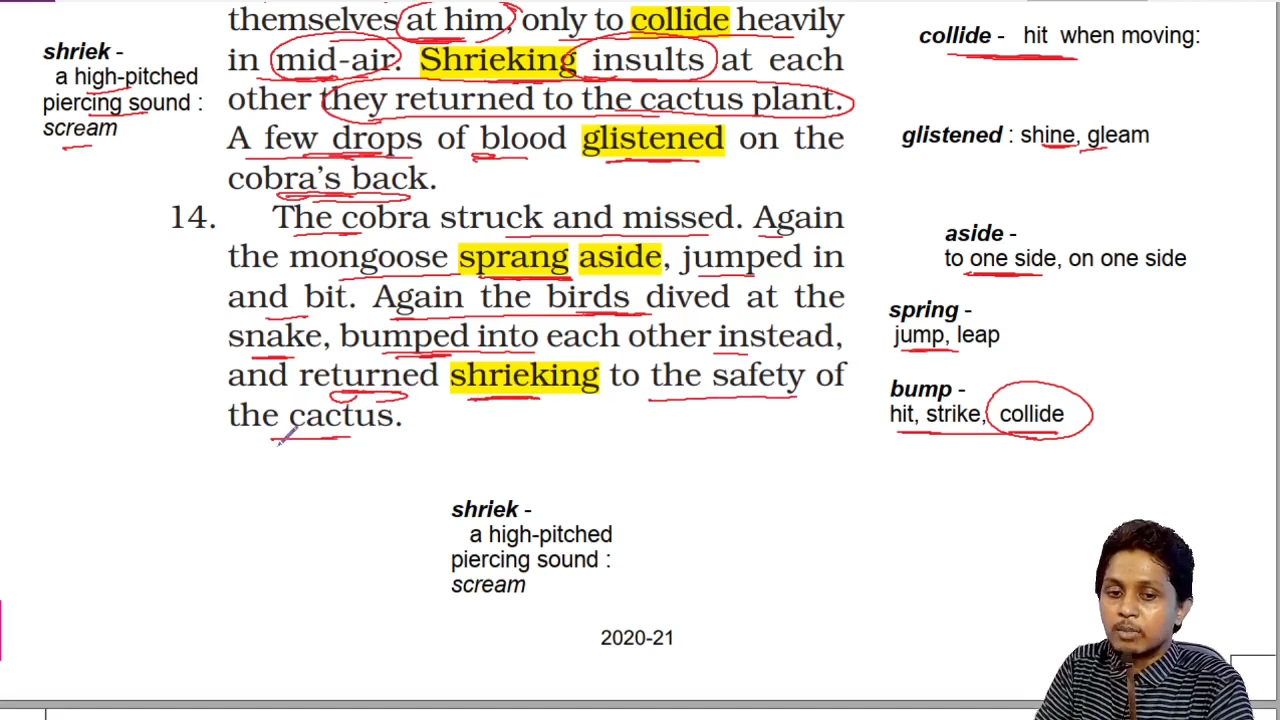 themselves at him, only to collide heavily
in mid-air. Shrieking insults at each
other they returned to the cactus plant.
A few drops of blood glistened on the
cobra's back.
14. The cobra struck and missed. Again
the mongoose sprang aside, jumped in
and bit. Again the birds dived at the
snake, bumped into each other instead,
and returned shrieking to the safety of
the cactus.
shriek -
a high-pitched
piercing sound :
scream
collide - hit when moving:
glistened : shine, gleam
aside -
to one side, on one side
spring -
jump, leap
bump -
hit, strike, collide
shriek -
a high-pitched
piercing sound :
scream
2020-21